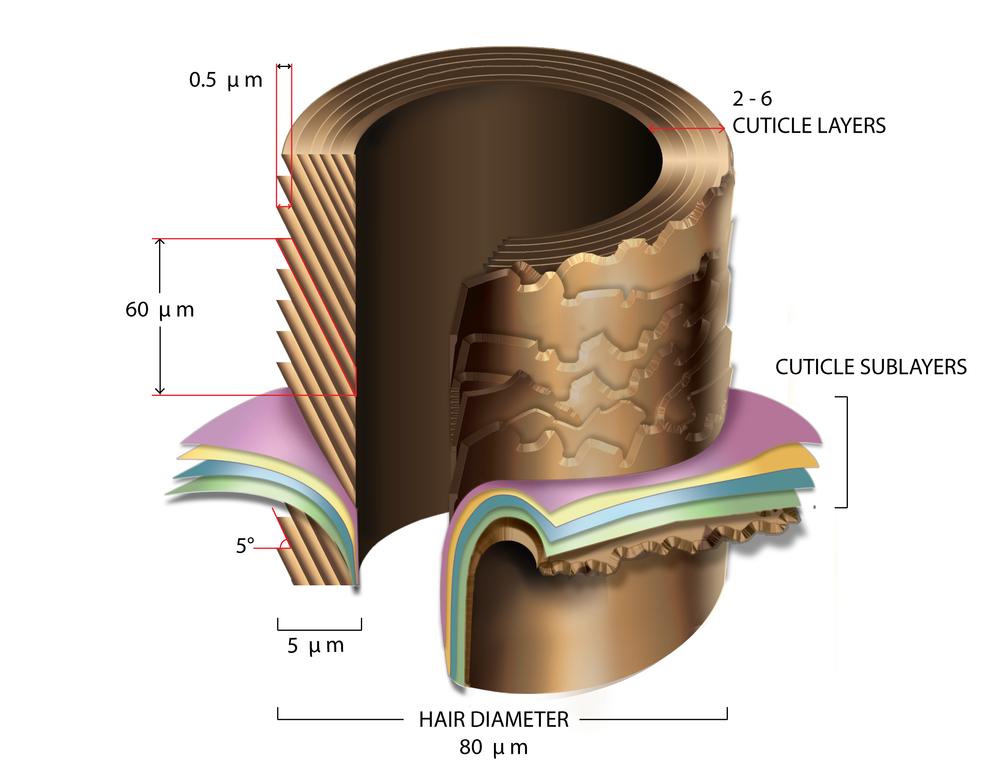 0.5 µm
2 - 6
CUTICLE LAYERS
60 µm
CUTICLE SUBLAYERS
5°
5 µm
HAIR DIAMETER
80 µm